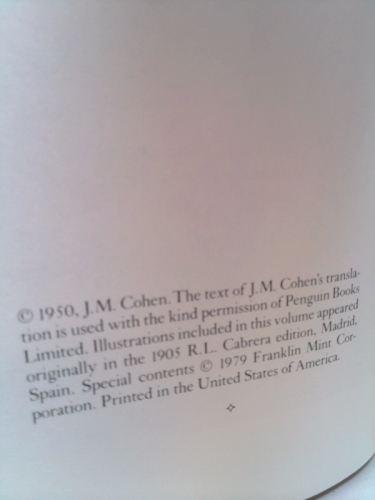 © 1950, J.M. Cohen. The text of J.M. Cohen's transla-
tion is used with the kind permission of Penguin Books
Limited. Illustrations included in this volume appeared
originally in the 1905 R.L. Cabrera edition, Madrid,
Spain. Special contents © 1979 Franklin Mint Cor-
poration. Printed in the United States of America.